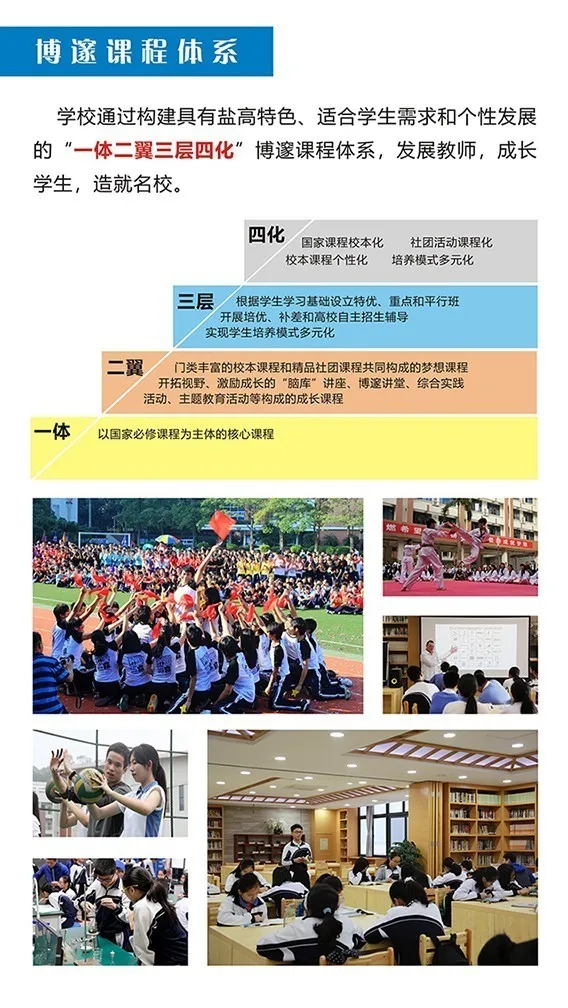 博邃课程体系
学校通过构建具有盐高特色、适合学生需求和个性发展
的“一体二翼三层四化”博邃课程体系，发展教师，成长
学生，造就名校。
四化
国家课程校本化 社团活动课程化
校本课程个性化 培养模式多元化
三层
根据学生学习基础设立特优、重点和平行班
开展培优、补差和高校自主招生辅导
实现学生培养模式多元化
二翼
门类丰富的校本课程和精品社团课程共同构成的梦想课程
开拓视野、激励成长的“脑库”讲座、博邃讲堂、综合实践
活动、主题教育活动等构成的成长课程
一体
以国家必修课程为主体的核心课程
燃希望